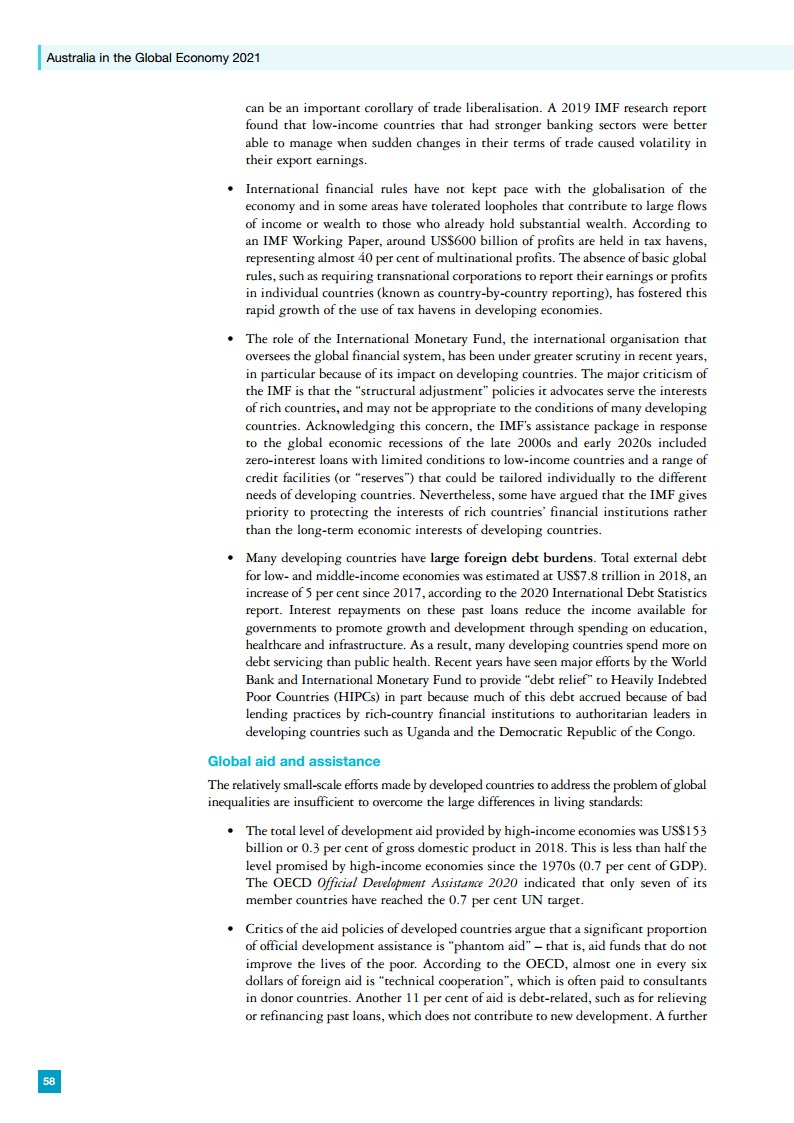 Australia in the Global Economy 2021
can be an important corollary of trade liberalisation. A 2019 IMF research report
found that low-income countries that had stronger banking sectors were better
able to manage when sudden changes in their terms of trade caused volatility in
their export earnings.
• International financial rules have not kept pace with the globalisation of the
economy and in some areas have tolerated loopholes that contribute to large flows
of income or wealth to those who already hold substantial wealth. According to
an IMF Working Paper, around US$600 billion of profits are held in tax havens,
representing almost 40 per cent of multinational profits. The absence of basic global
rules, such as requiring transnational corporations to report their earnings or profits
in individual countries (known as country-by-country reporting), has fostered this
rapid growth of the use of tax havens in developing economies.
• The role of the International Monetary Fund, the international organisation that
oversees the global financial system, has been under greater scrutiny in recent years,
in particular because of its impact on developing countries. The major criticism of
the IMF is that the “structural adjustment” policies it advocates serve the interests
of rich countries, and may not be appropriate to the conditions of many developing
countries. Acknowledging this concern, the IMF’s assistance package in response
to the global economic recessions of the late 2000s and early 2020s included
zero-interest loans with limited conditions to low-income countries and a range of
credit facilities (or “reserves”) that could be tailored individually to the different
needs of developing countries. Nevertheless, some have argued that the IMF gives
priority to protecting the interests of rich countries’ financial institutions rather
than the long-term economic interests of developing countries.
• Many developing countries have large foreign debt burdens. Total external debt
for low- and middle-income economies was estimated at US$7.8 trillion in 2018, an
increase of 5 per cent since 2017, according to the 2020 International Debt Statistics
report. Interest repayments on these past loans reduce the income available for
governments to promote growth and development through spending on education,
healthcare and infrastructure. As a result, many developing countries spend more on
debt servicing than public health. Recent years have seen major efforts by the World
Bank and International Monetary Fund to provide “debt relief” to Heavily Indebted
Poor Countries (HIPCs) in part because much of this debt accrued because of bad
lending practices by rich-country financial institutions to authoritarian leaders in
developing countries such as Uganda and the Democratic Republic of the Congo.
Global aid and assistance
The relatively small-scale efforts made by developed countries to address the problem of global
inequalities are insufficient to overcome the large differences in living standards:
• The total level of development aid provided by high-income economies was US$153
billion or 0.3 per cent of gross domestic product in 2018. This is less than half the
level promised by high-income economies since the 1970s (0.7 per cent of GDP).
The OECD Official Development Assistance 2020 indicated that only seven of its
member countries have reached the 0.7 per cent UN target.
• Critics of the aid policies of developed countries argue that a significant proportion
of official development assistance is “phantom aid” – that is, aid funds that do not
improve the lives of the poor. According to the OECD, almost one in every six
dollars of foreign aid is “technical cooperation”, which is often paid to consultants
in donor countries. Another 11 per cent of aid is debt-related, such as for relieving
or refinancing past loans, which does not contribute to new development. A further
58